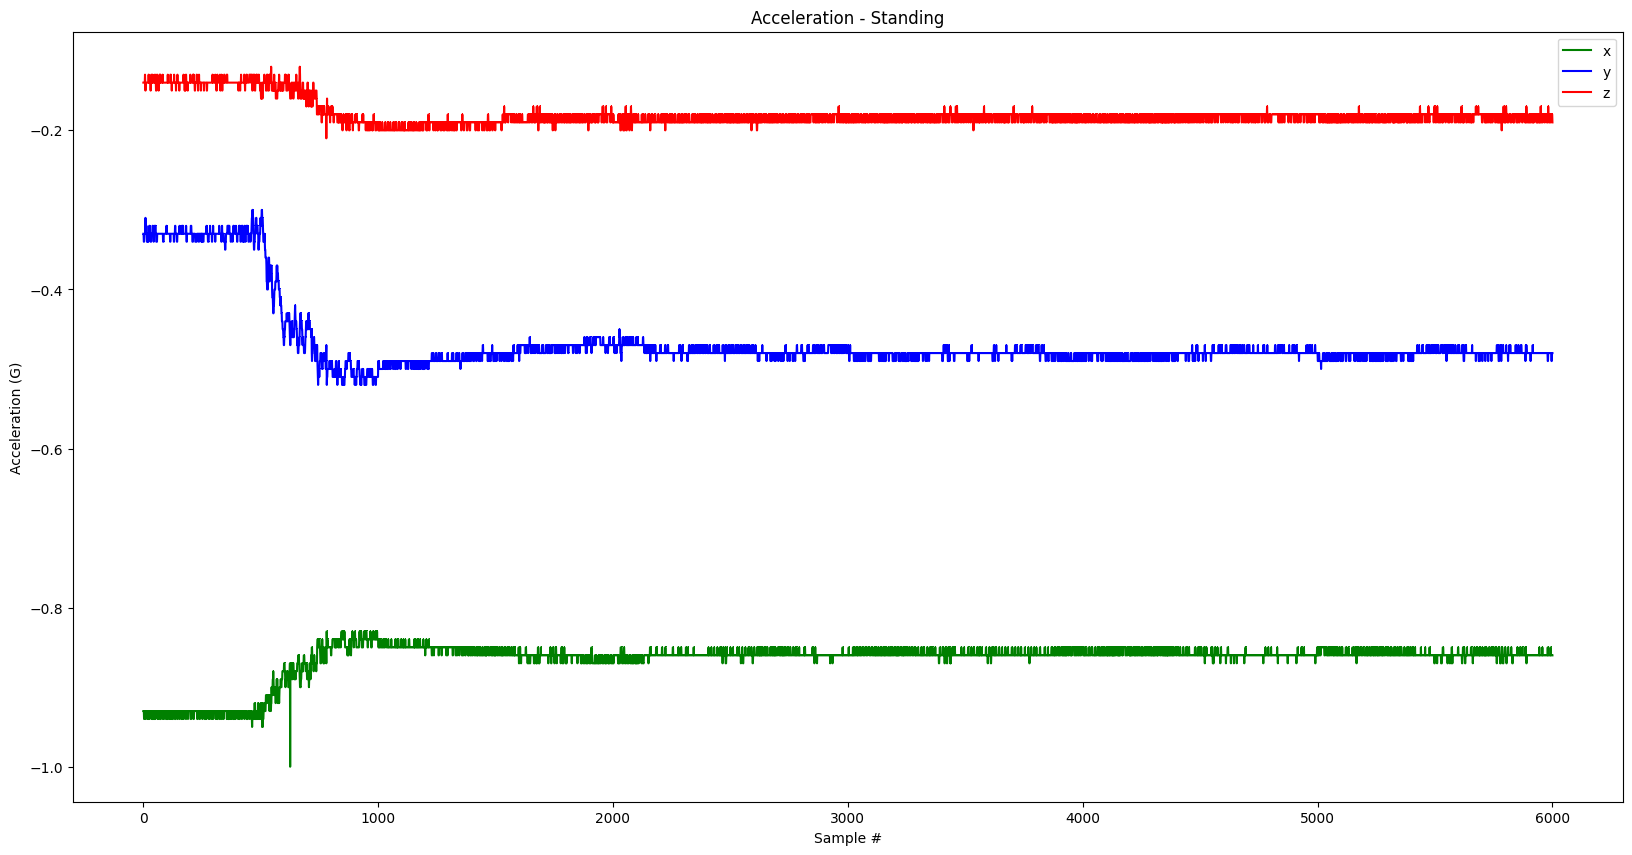 Acceleration - Standing
x
y
z
−0.2
−0.4
−0.6
−0.8
−1.0
Acceleration (G)
0 1000 2000 3000 4000 5000 6000
Sample #